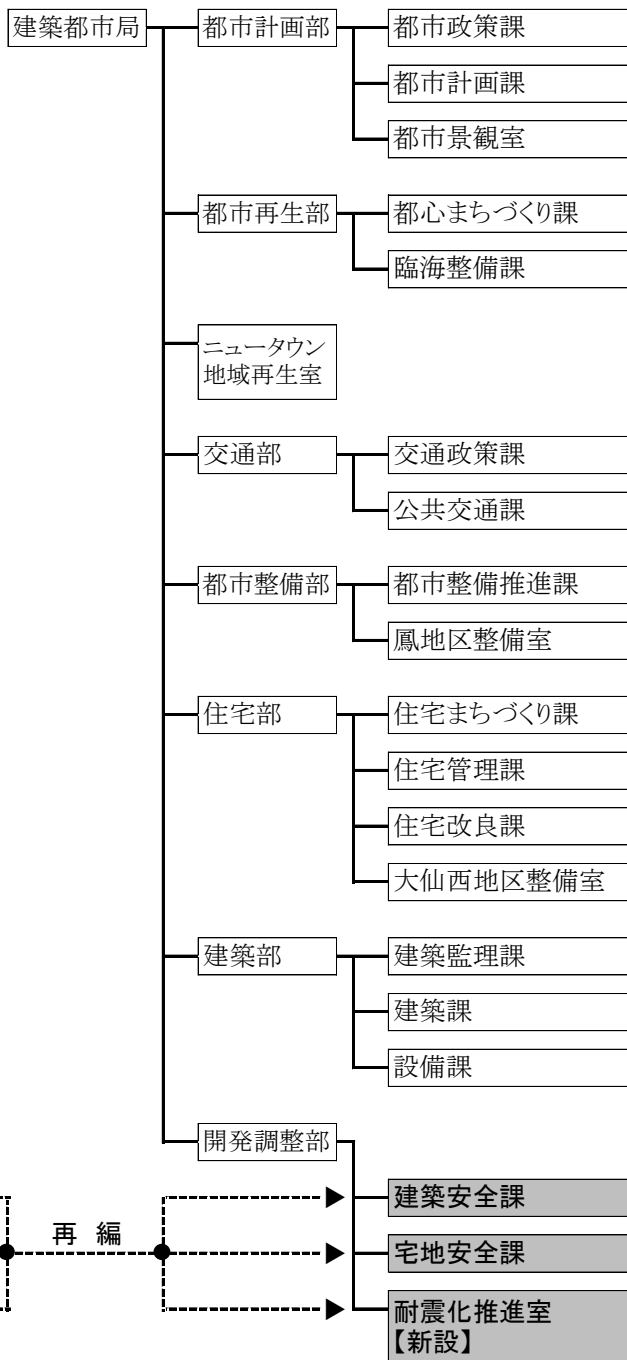 建築都市局
都市計画部
都市政策課
都市計画課
都市景観室
都市再生部
都心まちづくり課
臨海整備課
ニュータウン
地域再生室
交通部
交通政策課
公共交通課
都市整備部
都市整備推進課
鳳地区整備室
住宅部
住宅まちづくり課
住宅管理課
住宅改良課
大仙西地区整備室
建築部
建築監理課
建築課
設備課
開発調整部
再 編
建築安全課
宅地安全課
耐震化推進室
【新設】